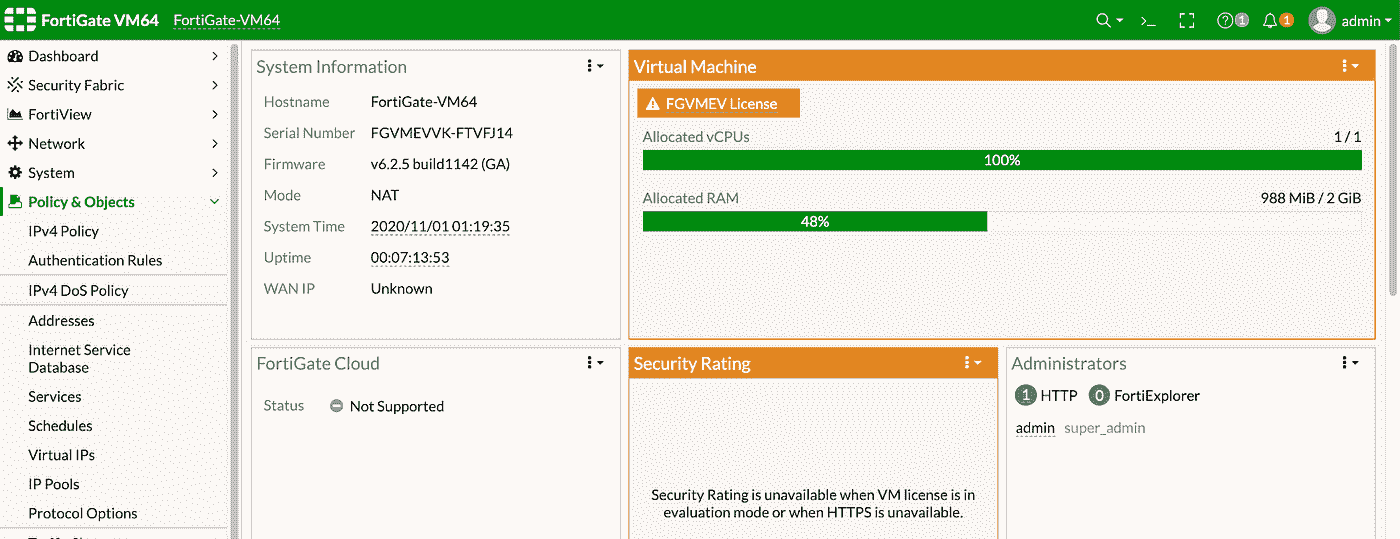 FortiGate VM64 FortiGate-VM64
1 1 admin
Dashboard
Security Fabric
FortiView
Network
System
Policy & Objects
IPv4 Policy
Authentication Rules
IPv4 DoS Policy
Addresses
Internet Service
Database
Services
Schedules
Virtual IPs
IP Pools
Protocol Options
System Information
Hostname FortiGate-VM64
Serial Number FGVMEVVK-FTVFJ14
Firmware v6.2.5 build1142 (GA)
Mode NAT
System Time 2020/11/01 01:19:35
Uptime 00:07:13:53
WAN IP Unknown
Virtual Machine
FGVMEV License
Allocated vCPUs 1 / 1
100%
Allocated RAM 988 MiB / 2 GiB
48%
FortiGate Cloud
Status Not Supported
Security Rating
Security Rating is unavailable when VM license is in
evaluation mode or when HTTPS is unavailable.
Administrators
1 HTTP 0 FortiExplorer
admin super_admin